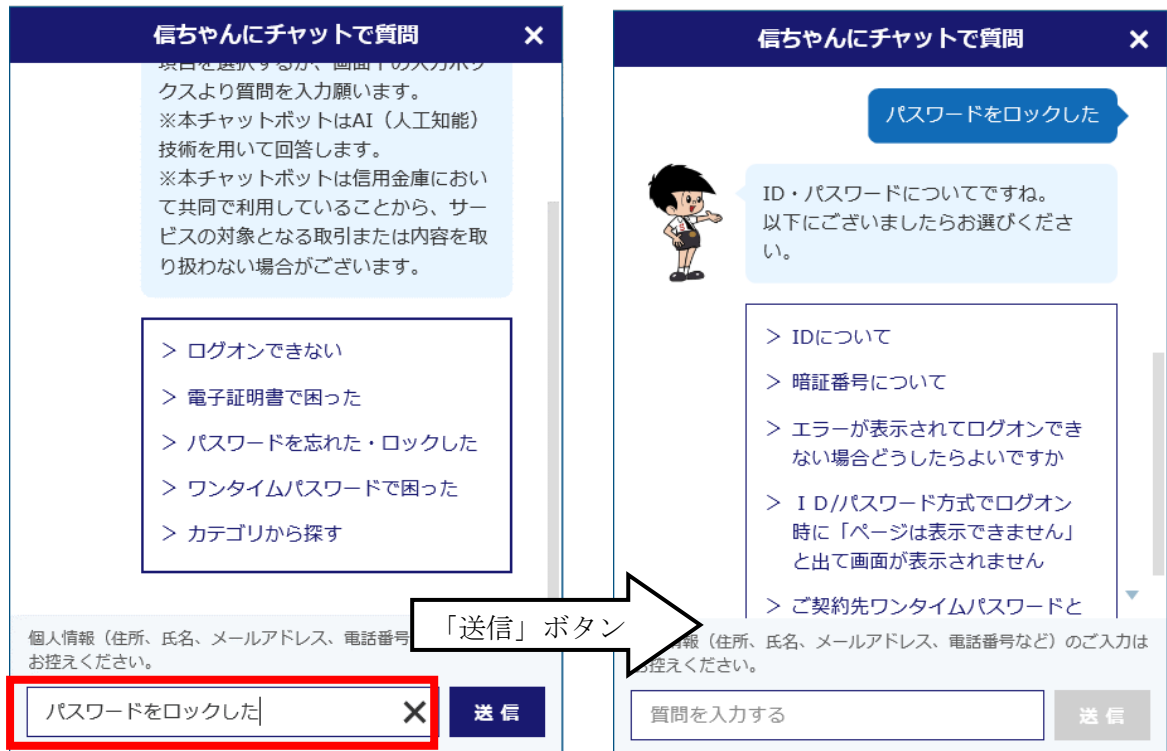 信ちゃんにチャットで質問
クスより質問を入力願います。
※本チャットボットはAI（人工知能）
技術を用いて回答します。
※本チャットボットは信用金庫におい
て共同で利用していることから、サー
ビスの対象となる取引または内容を取
り扱わない場合がございます。
＞ ログオンできない
＞ 電子証明書で困った
＞ パスワードを忘れた・ロックした
＞ ワンタイムパスワードで困った
＞ カテゴリから探す
個人情報（住所、氏名、メールアドレス、電話番号
お控えください。
パスワードをロックした
送信
「送信」ボタン
信ちゃんにチャットで質問
パスワードをロックした
ID・パスワードについてですね。
以下にございましたらお選びくださ
い。
＞ IDについて
＞ 暗証番号について
＞ エラーが表示されてログオンでき
ない場合どうしたらよいですか
＞ ＩＤ/パスワード方式でログオン
時に「ページは表示できません」
と出て画面が表示されません
＞ ご契約先ワンタイムパスワードと
情報（住所、氏名、メールアドレス、電話番号など）のご入力は
お控えください。
質問を入力する
送信